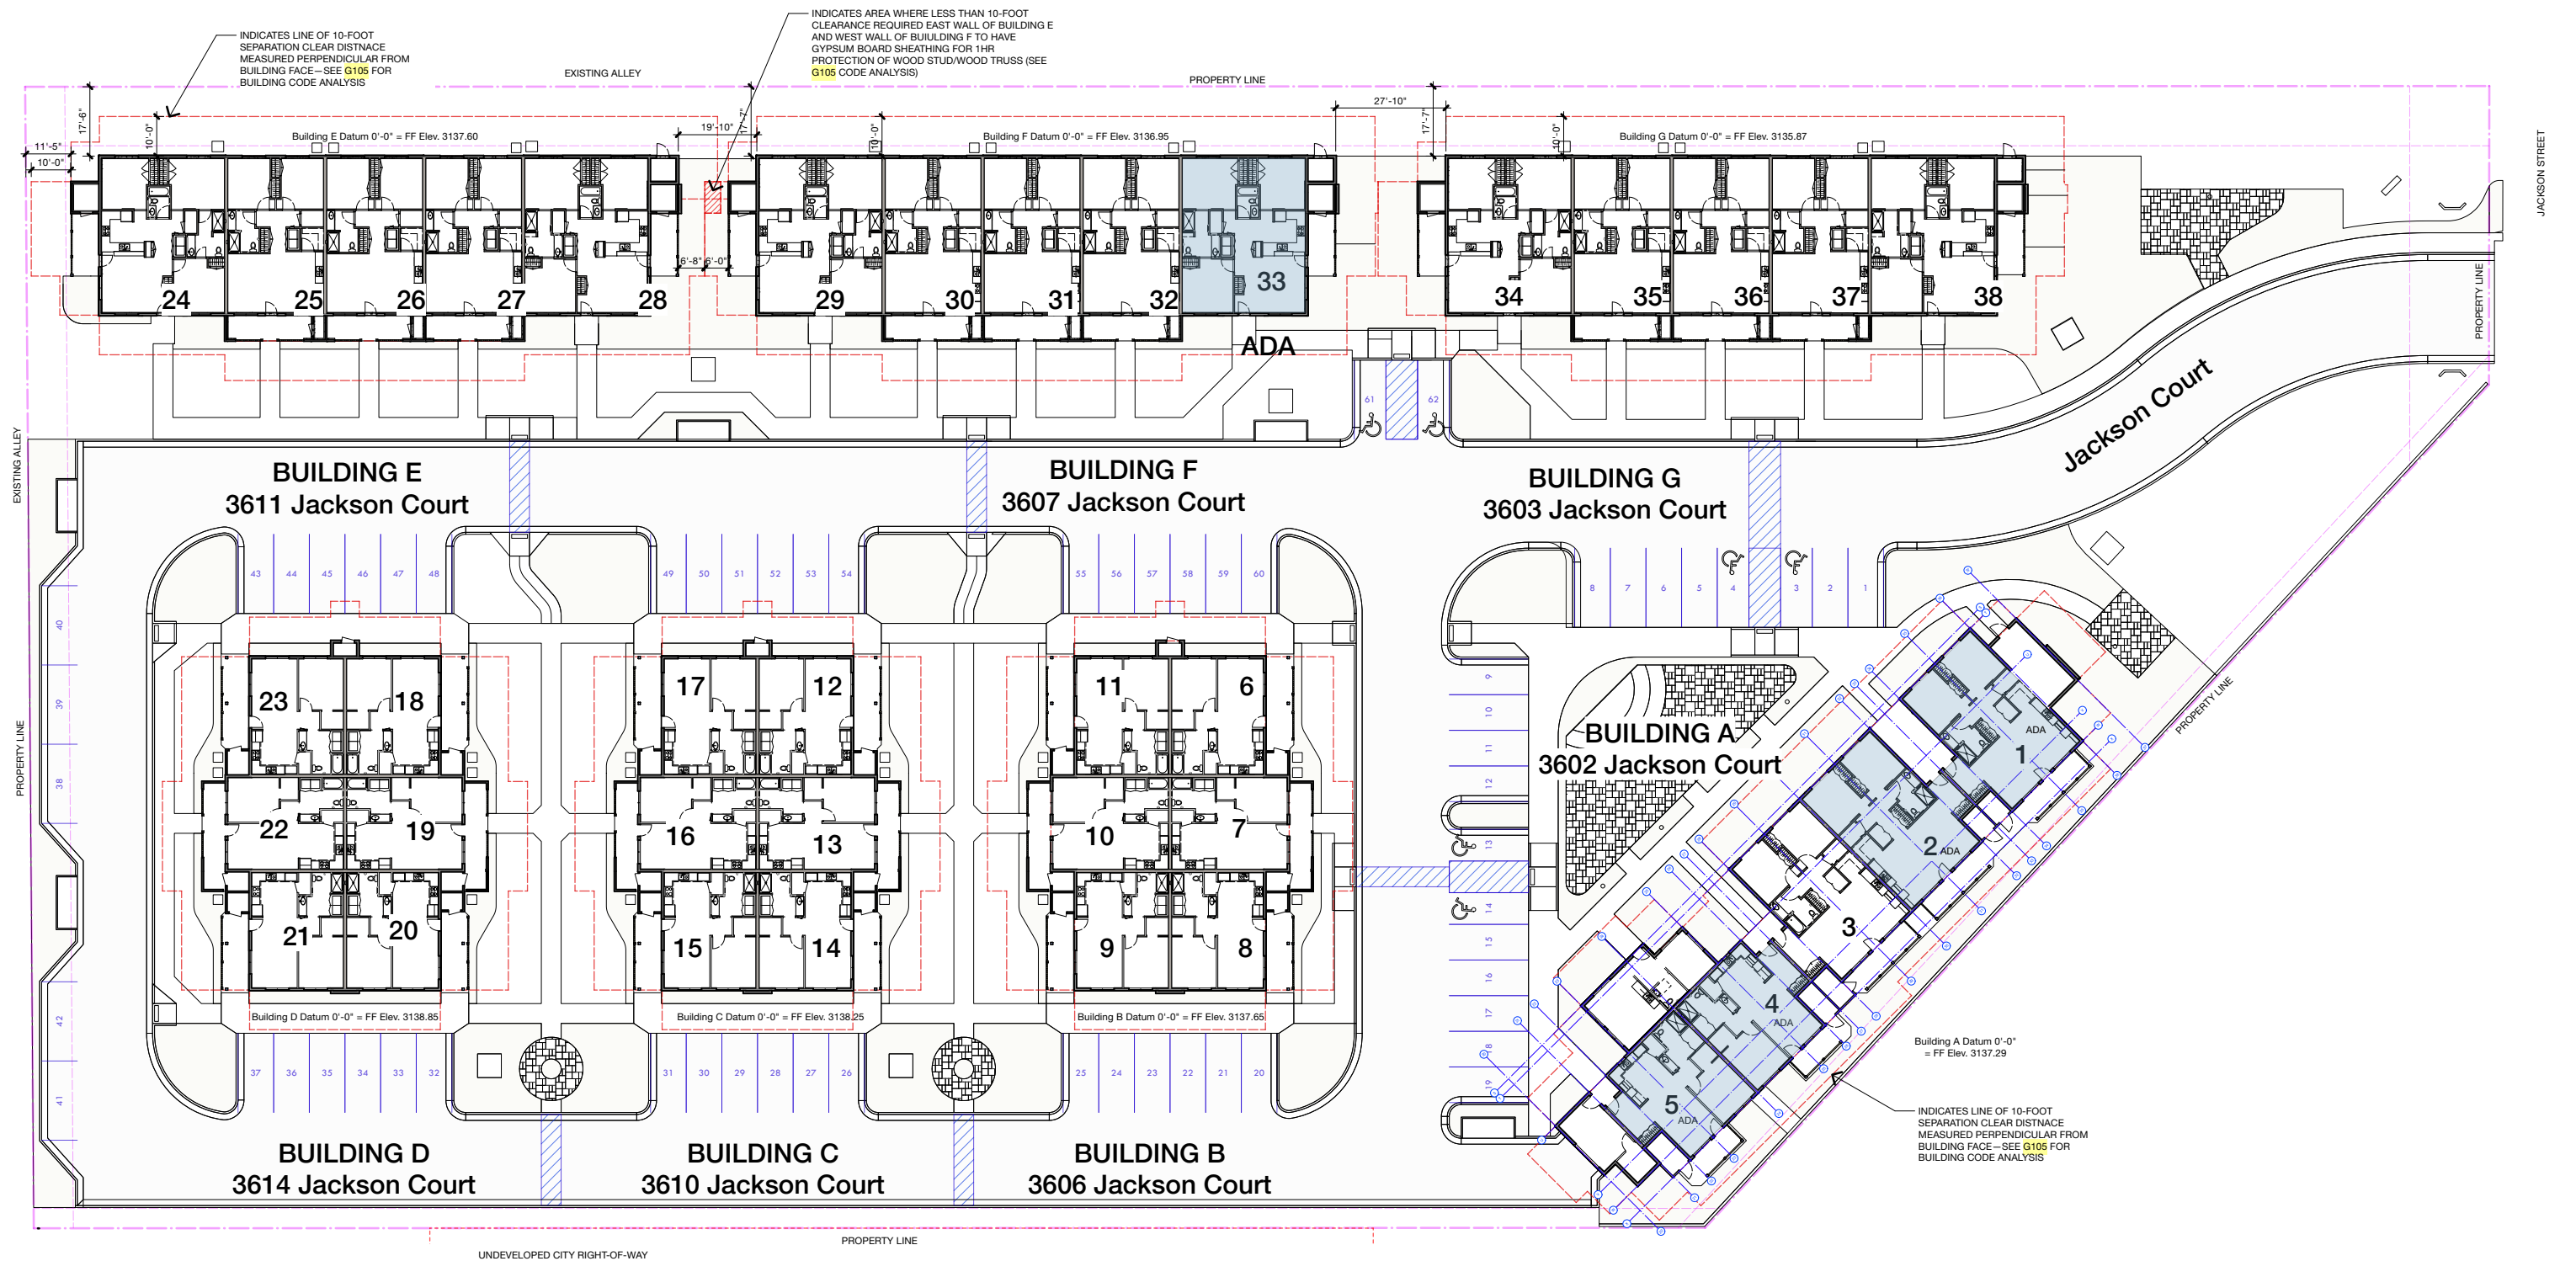 INDICATES LINE OF 10-FOOT
SEPARATION CLEAR DISTNACE
MEASURED PERPENDICULAR FROM
BUILDING FACE—SEE G105 FOR
BUILDING CODE ANALYSIS
INDICATES AREA WHERE LESS THAN 10-FOOT
CLEARANCE REQUIRED EAST WALL OF BUILDING E
AND WEST WALL OF BUIULDING F TO HAVE
GYPSUM BOARD SHEATHING FOR 1HR
PROTECTION OF WOOD STUD/WOOD TRUSS (SEE
G105 CODE ANALYSIS)
EXISTING ALLEY
PROPERTY LINE
JACKSON STREET
17'-6"
10'-0"
11'-5"
10'-0"
Building E Datum 0'-0" = FF Elev. 3137.60
19'-10"
17'-7"
10'-0"
Building F Datum 0'-0" = FF Elev. 3136.95
27'-10"
17'-7"
10'-0"
Building G Datum 0'-0" = FF Elev. 3135.87
6'-8"
6'-0"
24
25
26
27
28
29
30
31
32
33
34
35
36
37
38
ADA
61
62
PROPERTY LINE
Jackson Court
EXISTING ALLEY
BUILDING E
3611 Jackson Court
BUILDING F
3607 Jackson Court
BUILDING G
3603 Jackson Court
43
44
45
46
47
48
49
50
51
52
53
54
55
56
57
58
59
60
8
7
6
5
4
3
2
1
40
39
38
42
41
PROPERTY LINE
23
18
22
19
21
20
17
12
16
13
15
14
11
6
10
7
9
8
9
10
11
12
13
14
15
16
17
18
19
BUILDING A
3602 Jackson Court
ADA
1
2
ADA
3
4
ADA
5
ADA
PROPERTY LINE
Building D Datum 0'-0" = FF Elev. 3138.85
Building C Datum 0'-0" = FF Elev. 3138.25
Building B Datum 0'-0" = FF Elev. 3137.65
Building A Datum 0'-0"
= FF Elev. 3137.29
37
36
35
34
33
32
31
30
29
28
27
26
25
24
23
22
21
20
INDICATES LINE OF 10-FOOT
SEPARATION CLEAR DISTNACE
MEASURED PERPENDICULAR FROM
BUILDING FACE—SEE G105 FOR
BUILDING CODE ANALYSIS
BUILDING D
3614 Jackson Court
BUILDING C
3610 Jackson Court
BUILDING B
3606 Jackson Court
PROPERTY LINE
UNDEVELOPED CITY RIGHT-OF-WAY